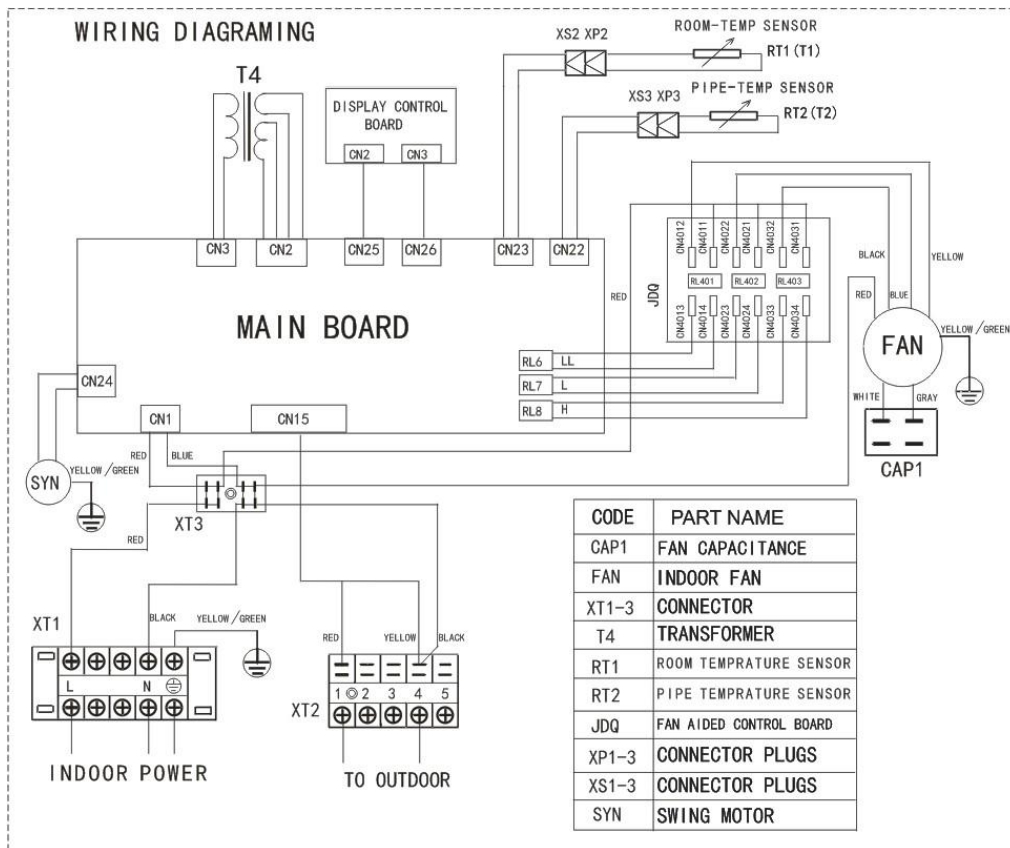 WIRING DIAGRAMING
ROOM-TEMP SENSOR
XS2 XP2
RT1 (T1)
T4
PIPE-TEMP SENSOR
XS3 XP3
RT2 (T2)
DISPLAY CONTROL
BOARD
CN2
CN3
CN4012
CN4011
CN4022
CN4021
CN4032
CN4031
CN3
CN2
CN25
CN26
CN23
CN22
RED
JDQ
RL401
RL402
RL403
BLACK
YELLOW
RED
BLUE
CN4013
CN4014
CN4023
CN4024
CN4033
CN4034
MAIN BOARD
FAN
YELLOW/GREEN
RL6
LL
RL7
L
RL8
H
CN24
CN1
CN15
WHITE
GRAY
CAP1
RED
BLUE
SYN
YELLOW/GREEN
XT3
RED
XT1
BLACK
YELLOW/GREEN
RED
YELLOW
BLACK
L
N
1
2
3
4
5
XT2
INDOOR POWER
TO OUTDOOR
CODE PART NAME
CAP1 FAN CAPACITANCE
FAN INDOOR FAN
XT1-3 CONNECTOR
T4 TRANSFORMER
RT1 ROOM TEMPRATURE SENSOR
RT2 PIPE TEMPRATURE SENSOR
JDQ FAN AIDED CONTROL BOARD
XP1-3 CONNECTOR PLUGS
XS1-3 CONNECTOR PLUGS
SYN SWING MOTOR